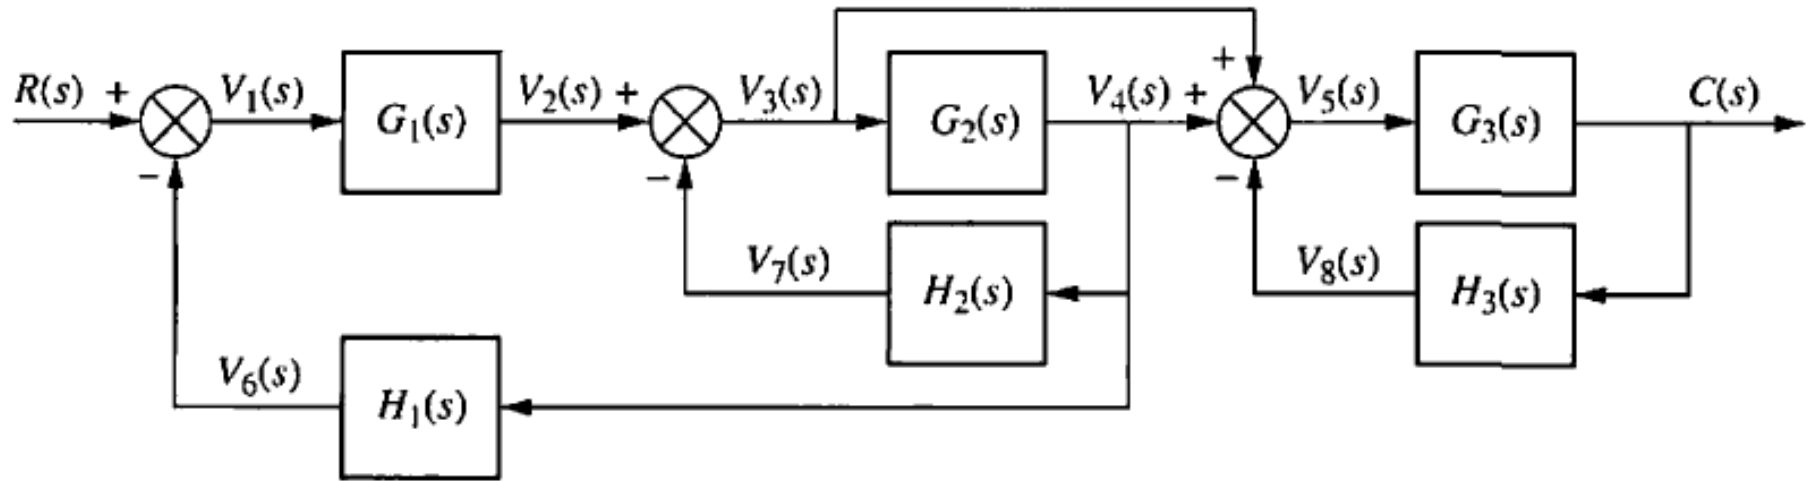 +
R(s) + V₁(s) G₁(s) V₂(s) + V₃(s) G₂(s) V₄(s) + V₅(s) G₃(s) C(s)
− − −
V₇(s) H₂(s) V₈(s) H₃(s)
V₆(s) H₁(s)